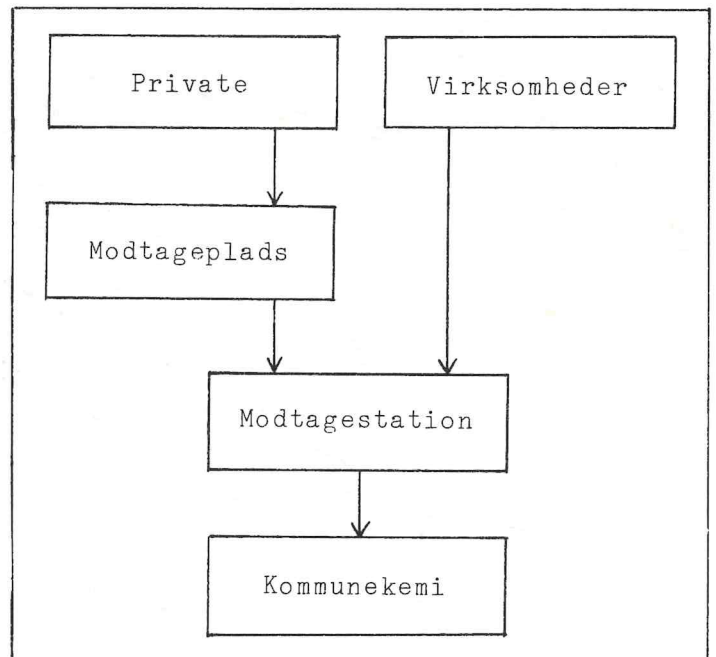 Private
Virksomheder
Modtageplads
Modtagestation
Kommunekemi